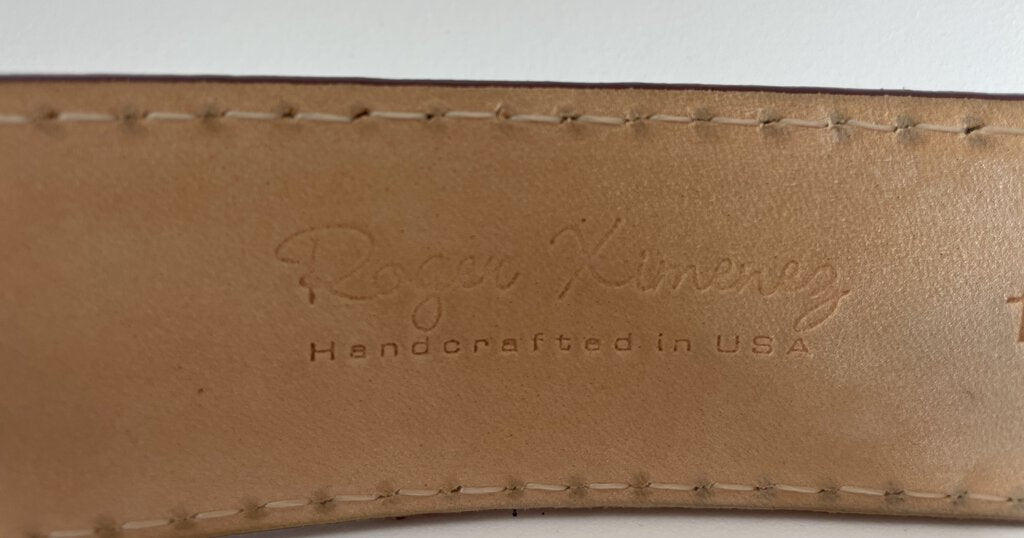 Roger Ximenez
Handcrafted in USA